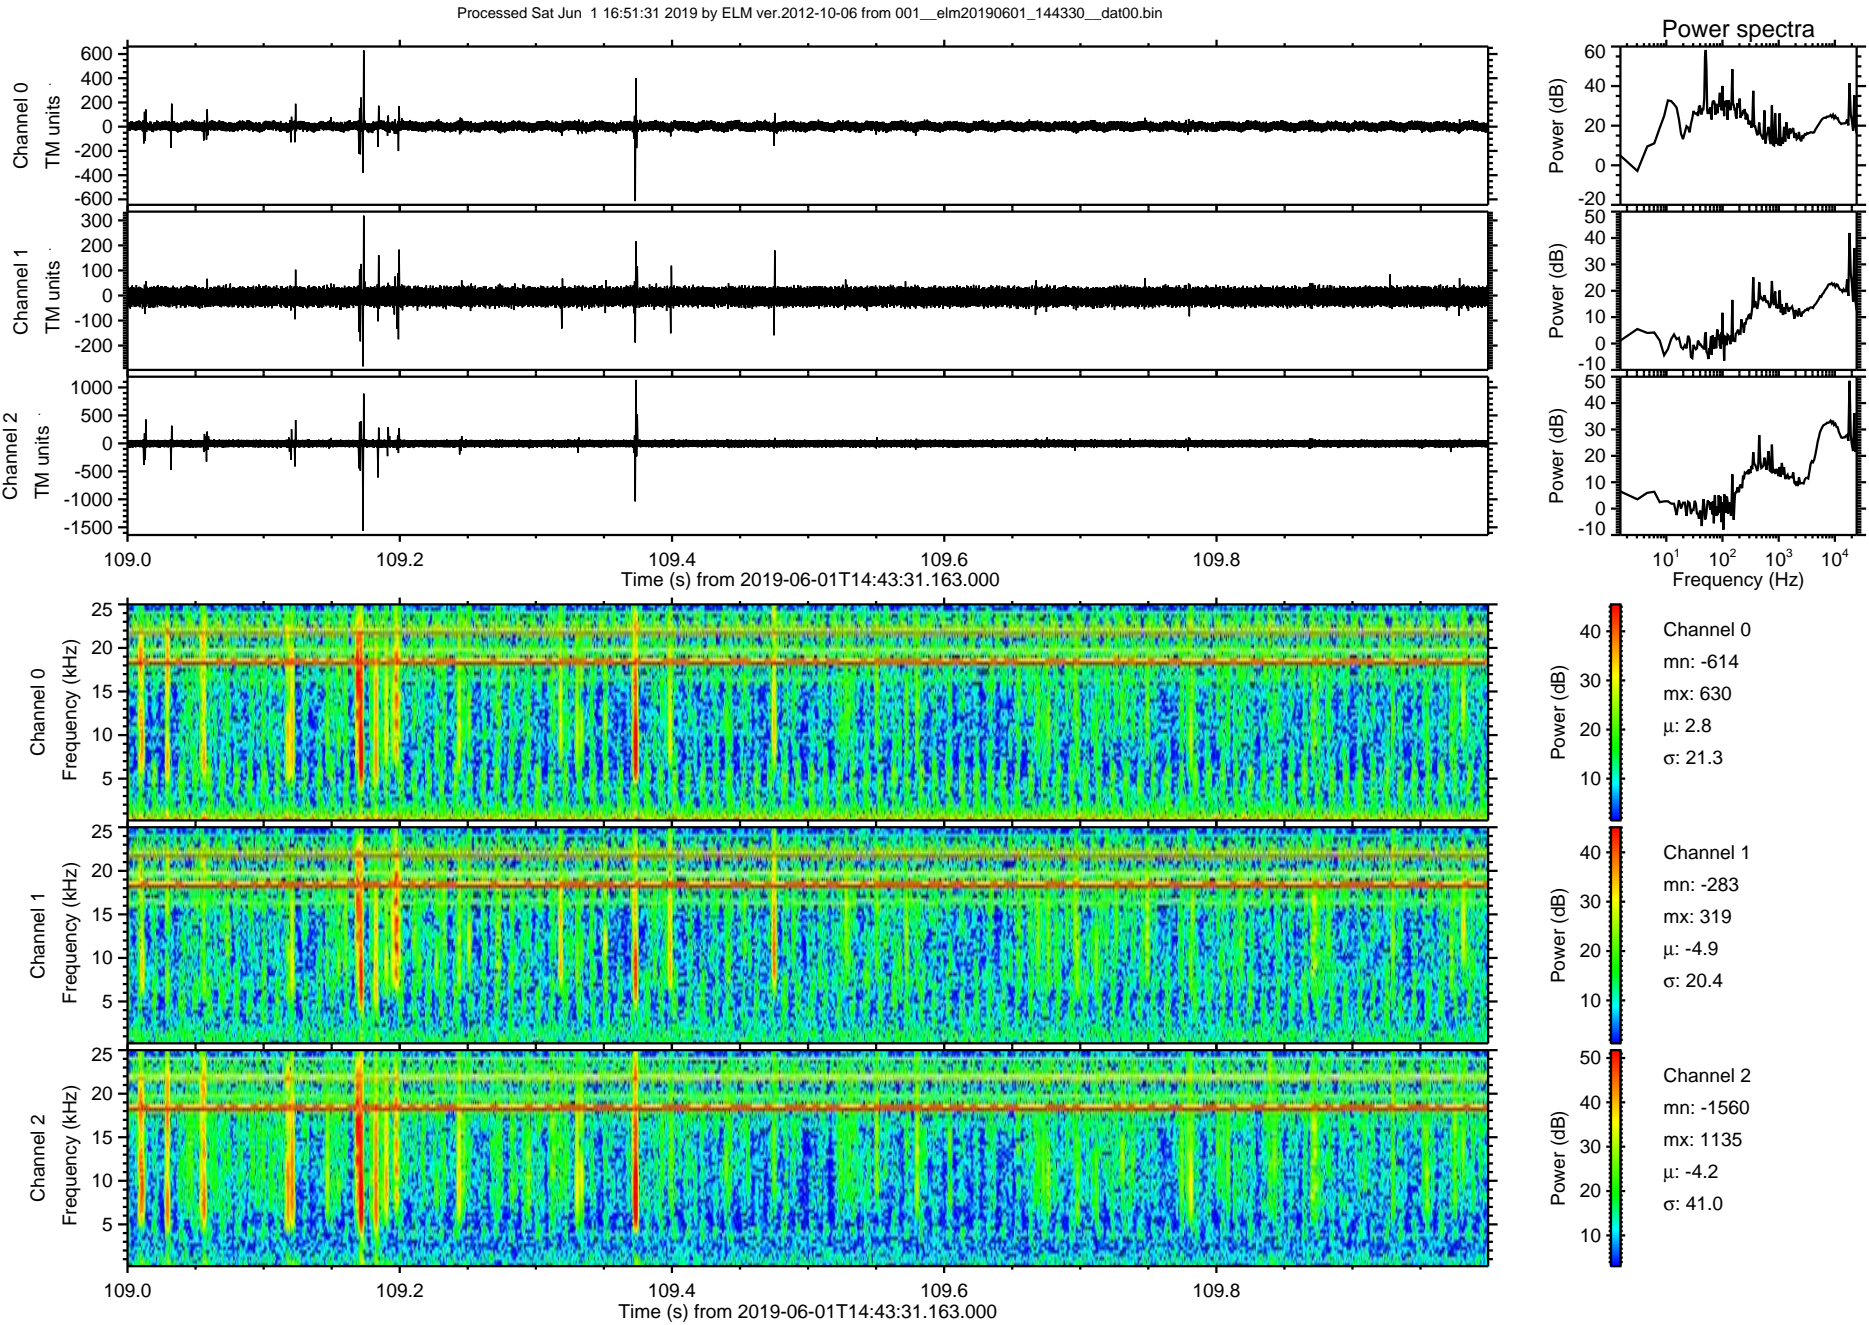 Processed Sat Jun  1 16:51:31 2019 by ELM ver.2012-10-06 from 001__elm20190601_144330__dat00.bin
Power spectra
Channel 0
TM units
600
400
200
0
-200
-400
-600
Power (dB)
60
40
20
0
-20
Channel 1
TM units
300
200
100
0
-100
-200
Power (dB)
50
40
30
20
10
0
-10
Channel 2
TM units
1000
500
0
-500
-1000
-1500
Power (dB)
50
40
30
20
10
0
-10
109.0 109.2 109.4 109.6 109.8
Time (s) from 2019-06-01T14:43:31.163.000
10^1 10^2 10^3 10^4
Frequency (Hz)
Channel 0
Frequency (kHz)
25
20
15
10
5
Power (dB)
40
30
20
10
Channel 0
mn: -614
mx: 630
μ: 2.8
σ: 21.3
Channel 1
Frequency (kHz)
25
20
15
10
5
Power (dB)
40
30
20
10
Channel 1
mn: -283
mx: 319
μ: -4.9
σ: 20.4
Channel 2
Frequency (kHz)
25
20
15
10
5
Power (dB)
50
40
30
20
10
Channel 2
mn: -1560
mx: 1135
μ: -4.2
σ: 41.0
109.0 109.2 109.4 109.6 109.8
Time (s) from 2019-06-01T14:43:31.163.000